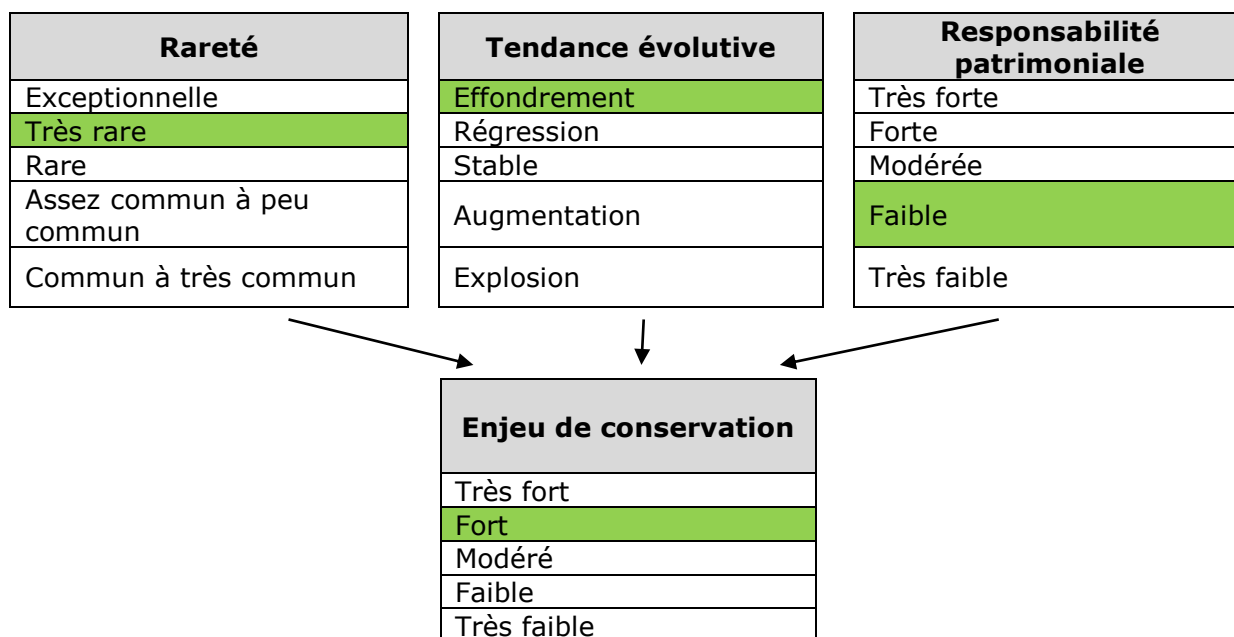 Rareté
Exceptionnelle
Très rare
Rare
Assez commun à peu
commun
Commun à très commun
Tendance évolutive
Effondrement
Régression
Stable
Augmentation
Explosion
Responsabilité
patrimoniale
Très forte
Forte
Modérée
Faible
Très faible
Enjeu de conservation
Très fort
Fort
Modéré
Faible
Très faible